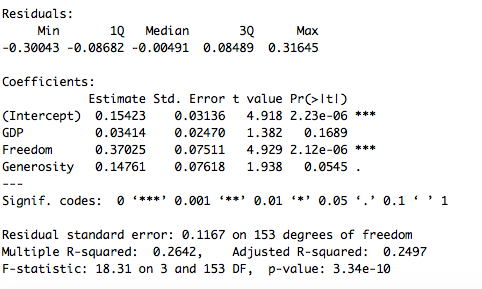 Residuals:
Min 1Q Median 3Q Max
-0.30043 -0.08682 -0.00491 0.08489 0.31645
Coefficients:
Estimate Std. Error t value Pr(>|t|)
(Intercept) 0.15423 0.03136 4.918 2.23e-06 ***
GDP 0.03414 0.02470 1.382 0.1689
Freedom 0.37025 0.07511 4.929 2.12e-06 ***
Generosity 0.14761 0.07618 1.938 0.0545 .
---
Signif. codes: 0 ‘***’ 0.001 ‘**’ 0.01 ‘*’ 0.05 ‘.’ 0.1 ‘ ’ 1
Residual standard error: 0.1167 on 153 degrees of freedom
Multiple R-squared: 0.2642, Adjusted R-squared: 0.2497
F-statistic: 18.31 on 3 and 153 DF, p-value: 3.34e-10